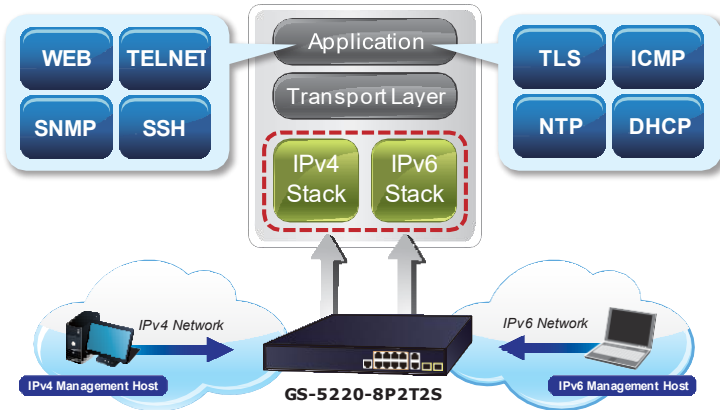 WEB
TELNET
SNMP
SSH
Application
Transport Layer
IPv4
Stack
IPv6
Stack
TLS
ICMP
NTP
DHCP
IPv4 Network
IPv4 Management Host
GS-5220-8P2T2S
IPv6 Network
IPv6 Management Host